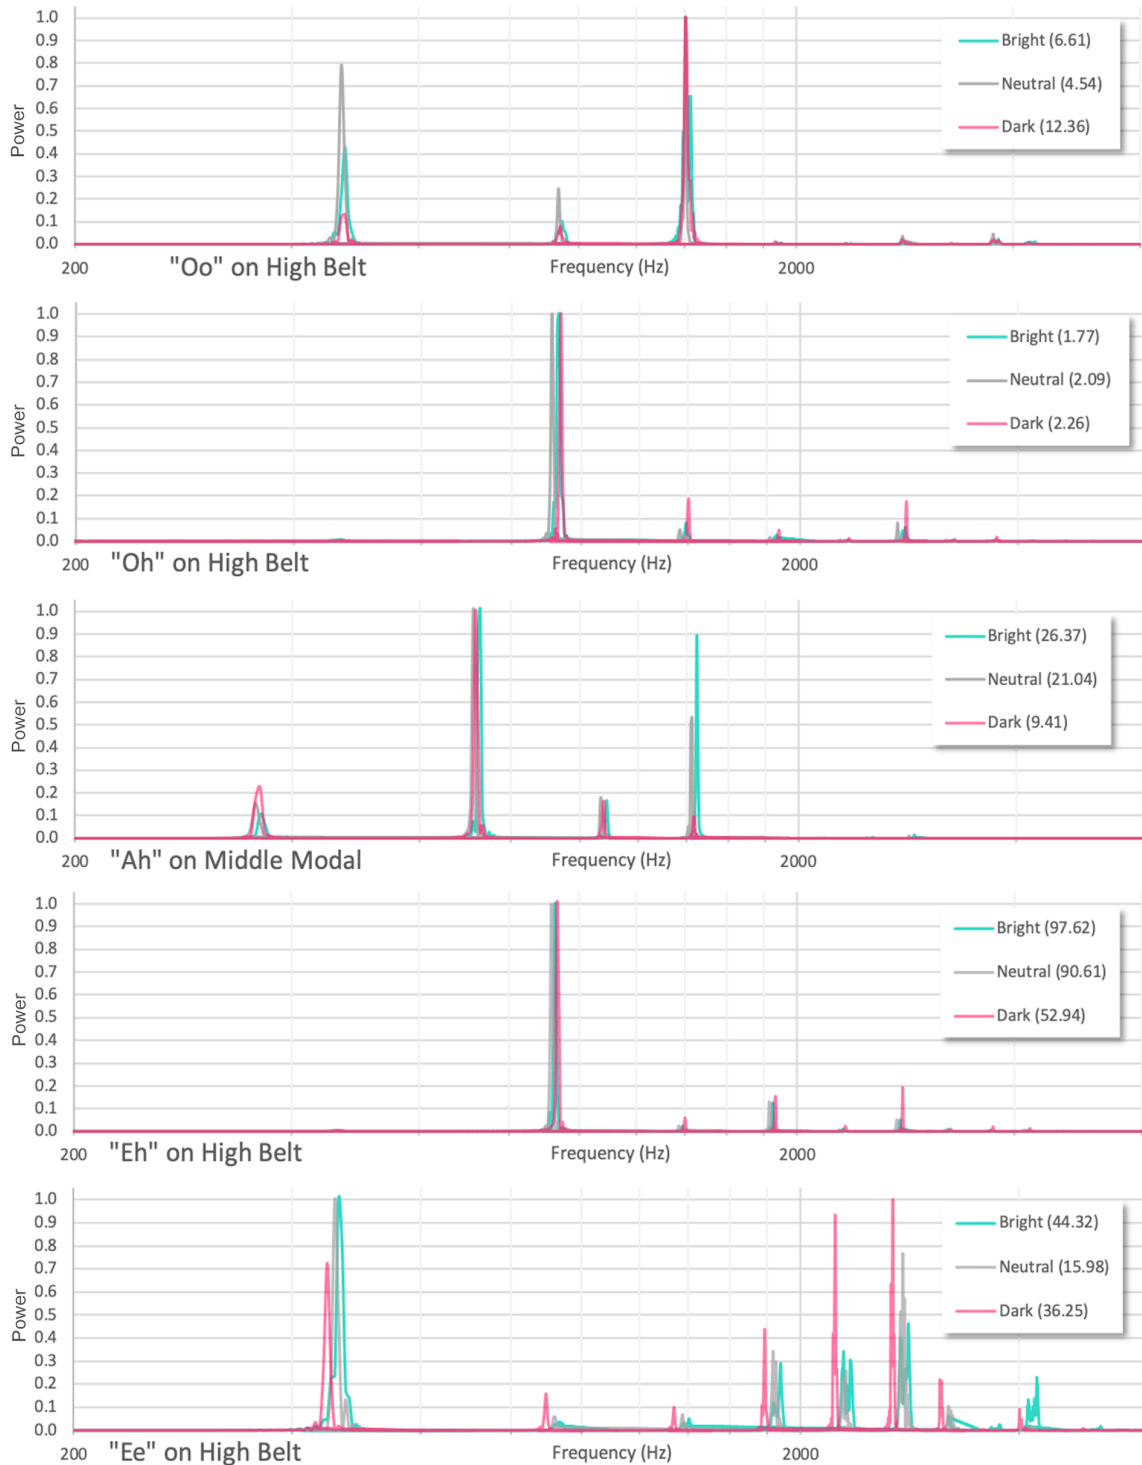 1.0
0.9
0.8
0.7
0.6
0.5
0.4
0.3
0.2
0.1
0.0
Power
Bright (6.61)
Neutral (4.54)
Dark (12.36)
200
"Oo" on High Belt
Frequency (Hz)
2000
1.0
0.9
0.8
0.7
0.6
0.5
0.4
0.3
0.2
0.1
0.0
Power
Bright (1.77)
Neutral (2.09)
Dark (2.26)
200
"Oh" on High Belt
Frequency (Hz)
2000
1.0
0.9
0.8
0.7
0.6
0.5
0.4
0.3
0.2
0.1
0.0
Power
Bright (26.37)
Neutral (21.04)
Dark (9.41)
200
"Ah" on Middle Modal
Frequency (Hz)
2000
1.0
0.9
0.8
0.7
0.6
0.5
0.4
0.3
0.2
0.1
0.0
Power
Bright (97.62)
Neutral (90.61)
Dark (52.94)
200
"Eh" on High Belt
Frequency (Hz)
2000
1.0
0.9
0.8
0.7
0.6
0.5
0.4
0.3
0.2
0.1
0.0
Power
Bright (44.32)
Neutral (15.98)
Dark (36.25)
200
"Ee" on High Belt
Frequency (Hz)
2000